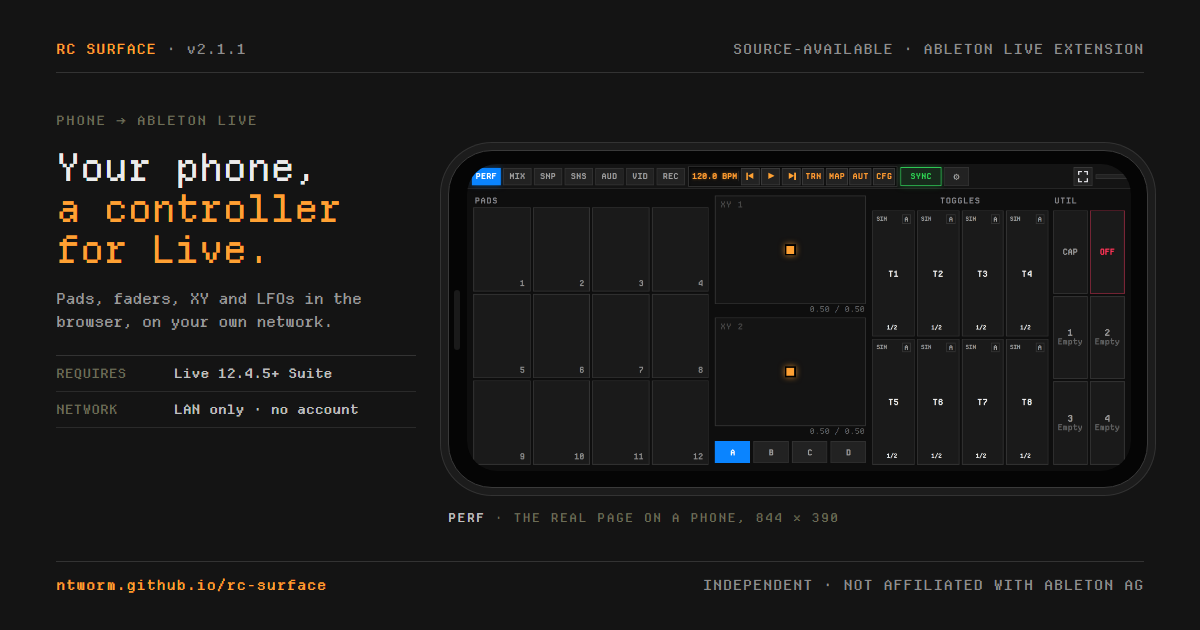 RC SURFACE · v2.1.1
SOURCE-AVAILABLE · ABLETON LIVE EXTENSION
PHONE → ABLETON LIVE
Your phone,
a controller
for Live.
Pads, faders, XY and LFOs in the
browser, on your own network.
REQUIRES Live 12.4.5+ Suite
NETWORK LAN only · no account
PERF MIX SNP SNS AUD VID REC 120.0 BPM TRN MAP AUT CFG SYNC
PADS
1 2 3 4
5 6 7 8
9 10 11 12
XY 1
0.50 / 0.50
XY 2
0.50 / 0.50
A B C D
TOGGLES
SIN A SIN A SIN A SIN A
T1 T2 T3 T4
1/2 1/2 1/2 1/2
SIN A SIN A SIN A SIN A
T5 T6 T7 T8
1/2 1/2 1/2 1/2
UTIL
CAP OFF
1 2
Empty Empty
3 4
Empty Empty
PERF · THE REAL PAGE ON A PHONE, 844 × 390
ntworm.github.io/rc-surface
INDEPENDENT · NOT AFFILIATED WITH ABLETON AG